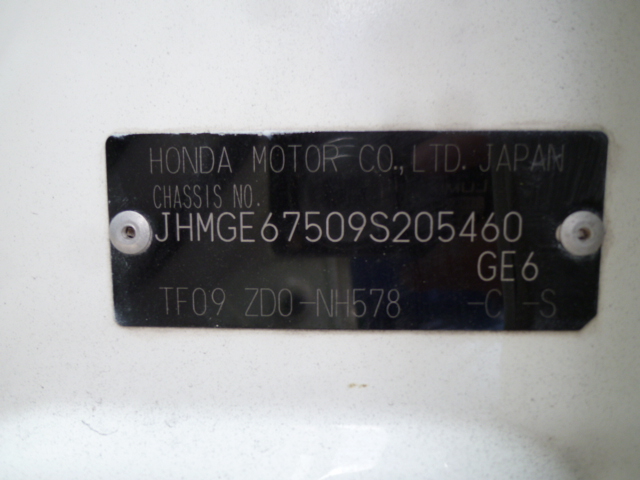 HONDA MOTOR CO.,LTD. JAPAN
CHASSIS NO.
JHMGE67509S205460
GE6
TF09 ZD0-NH578 -C -S